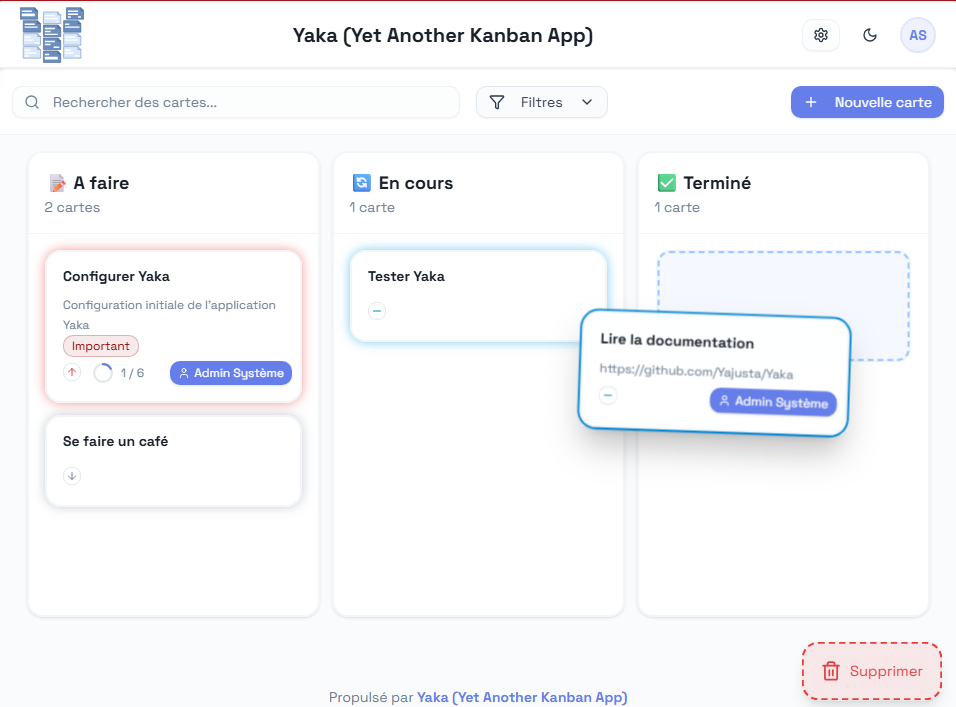 Yaka (Yet Another Kanban App)
AS
Rechercher des cartes...
Filtres
Nouvelle carte
A faire
2 cartes
Configurer Yaka
Configuration initiale de l'application
Yaka
Important
1 / 6
Admin Système
Se faire un café
En cours
1 carte
Tester Yaka
Terminé
1 carte
Lire la documentation
https://github.com/Yajusta/Yaka
Admin Système
Supprimer
Propulsé par Yaka (Yet Another Kanban App)